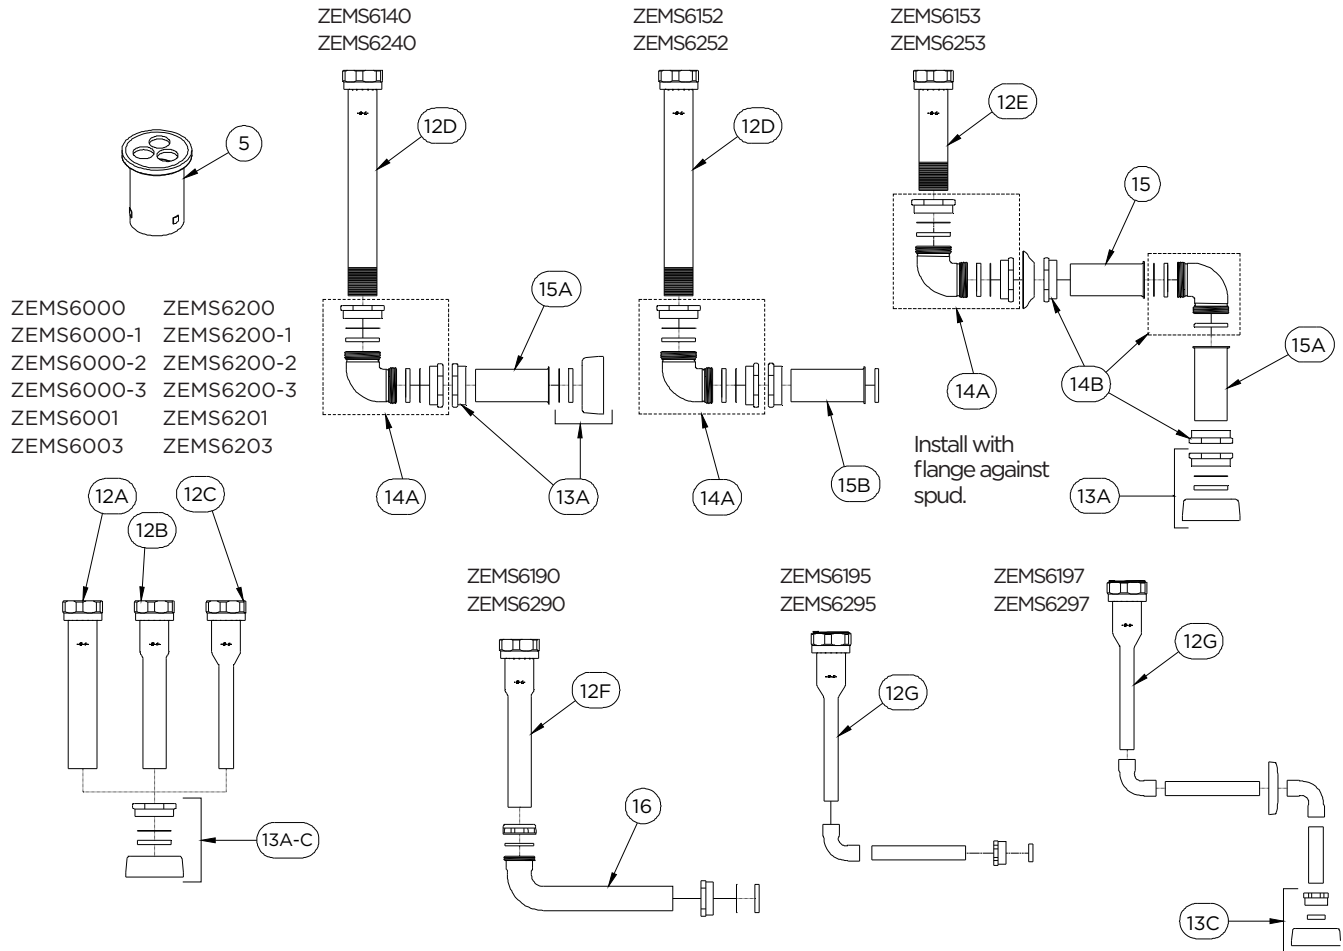 ZEMS6140
ZEMS6240
12D
15A
14A
13A
ZEMS6152
ZEMS6252
12D
14A
15B
ZEMS6153
ZEMS6253
12E
15
14A
14B
15A
13A
Install with
flange against
spud.
5
ZEMS6000 ZEMS6200
ZEMS6000-1 ZEMS6200-1
ZEMS6000-2 ZEMS6200-2
ZEMS6000-3 ZEMS6200-3
ZEMS6001 ZEMS6201
ZEMS6003 ZEMS6203
12A
12B
12C
13A-C
ZEMS6190
ZEMS6290
12F
16
ZEMS6195
ZEMS6295
12G
ZEMS6197
ZEMS6297
12G
13C